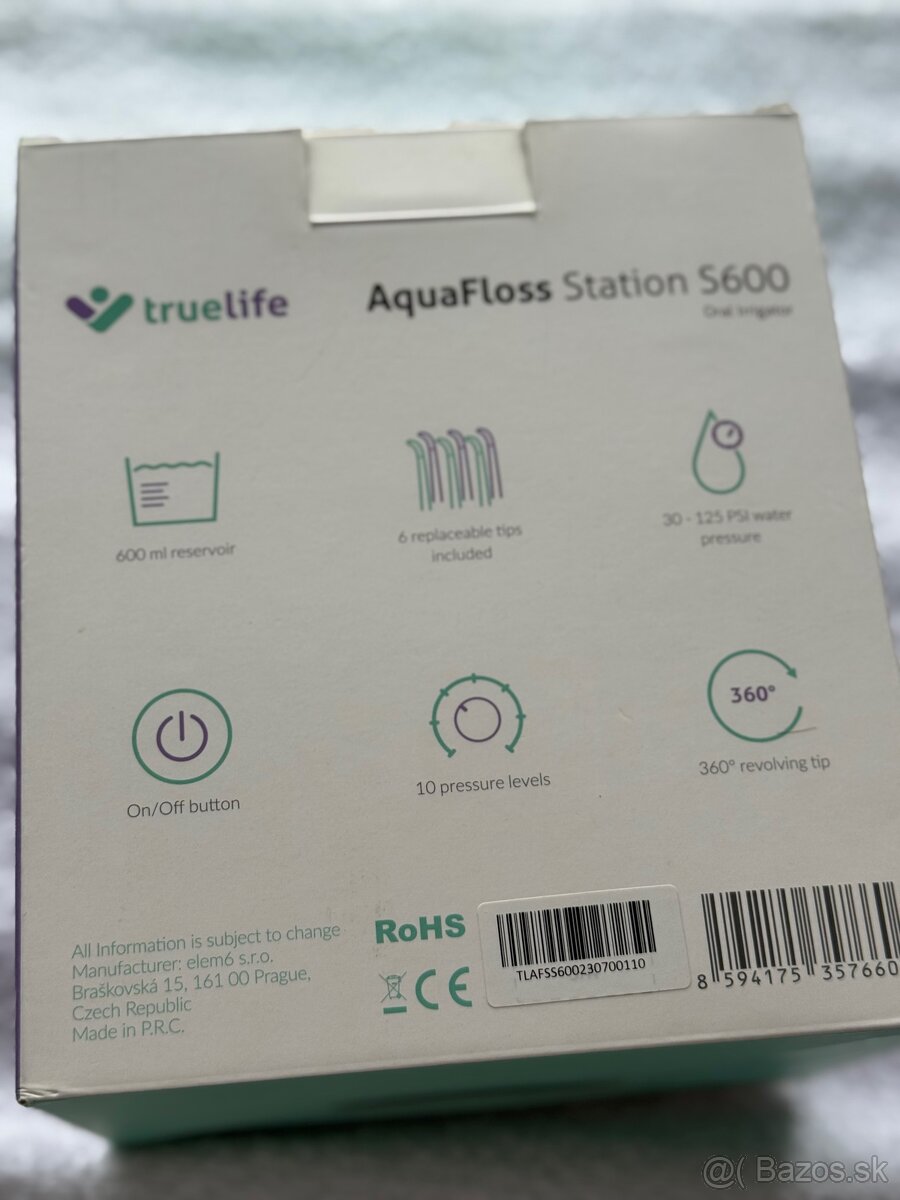 truelife
AquaFloss Station S600
Oral Irrigator
600 ml reservoir
6 replaceable tips
included
30 - 125 PSI water
pressure
On/Off button
10 pressure levels
360°
360° revolving tip
All Information is subject to change
Manufacturer: elem6 s.r.o.
Braškovská 15, 161 00 Prague,
Czech Republic
Made in P.R.C.
RoHS
CE
TLAFSS600230700110
8 594175 357660
@( Bazos.sk